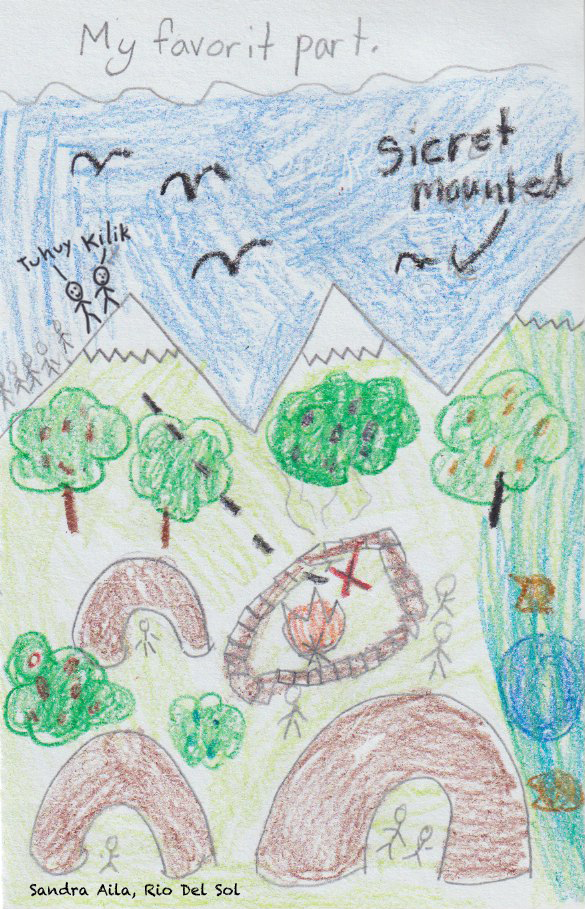 My favorit part.
Sicret
mounted
Tuhuy Kilik
Sandra Aila, Rio Del Sol